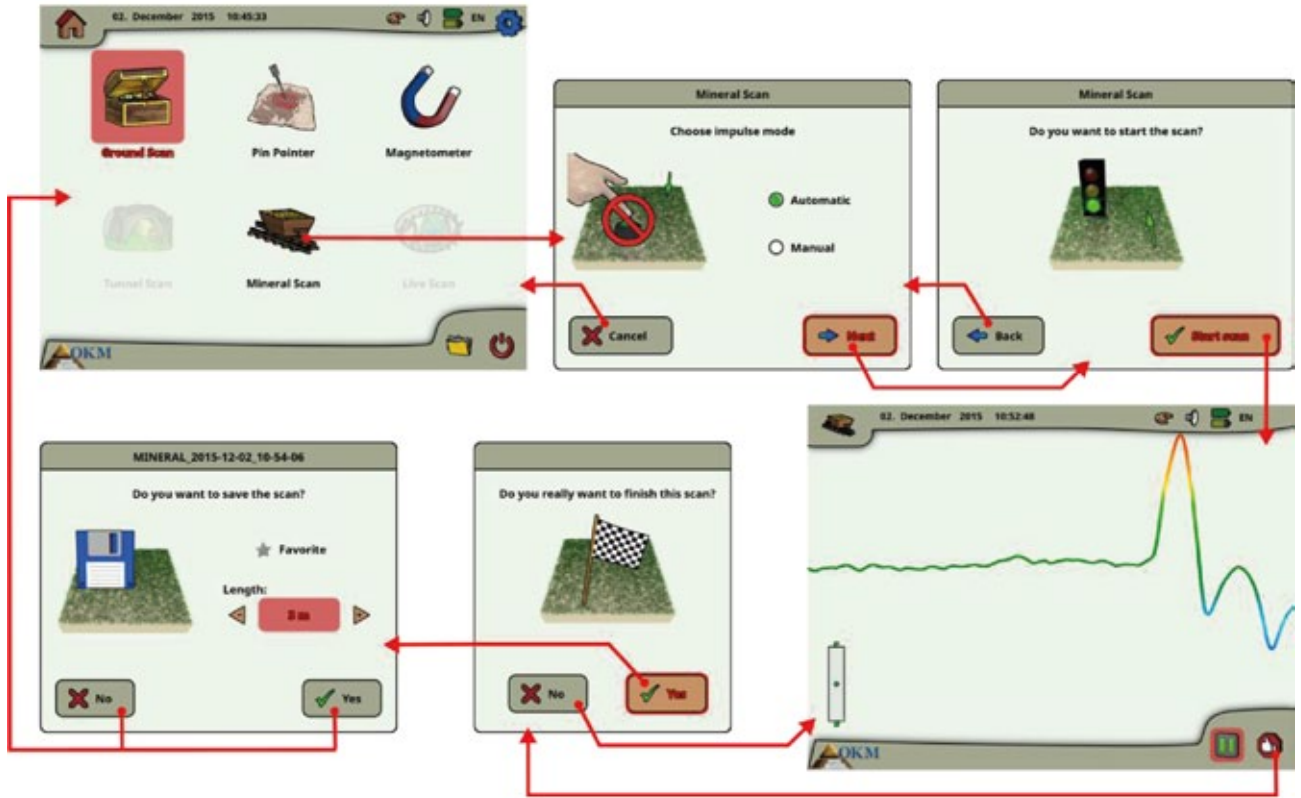 02. December 2015 10:45:33 EN
Ground Scan Pin Pointer Magnetometer
Tunnel Scan Mineral Scan Live Scan
OKM
Mineral Scan
Choose impulse mode
Automatic
Manual
Cancel Next
Mineral Scan
Do you want to start the scan?
Back Start scan
MINERAL_2015-12-02_10-54-06
Do you want to save the scan?
Favorite
Length:
3 m
No Yes
Do you really want to finish this scan?
No Yes
02. December 2015 10:52:48 EN
OKM